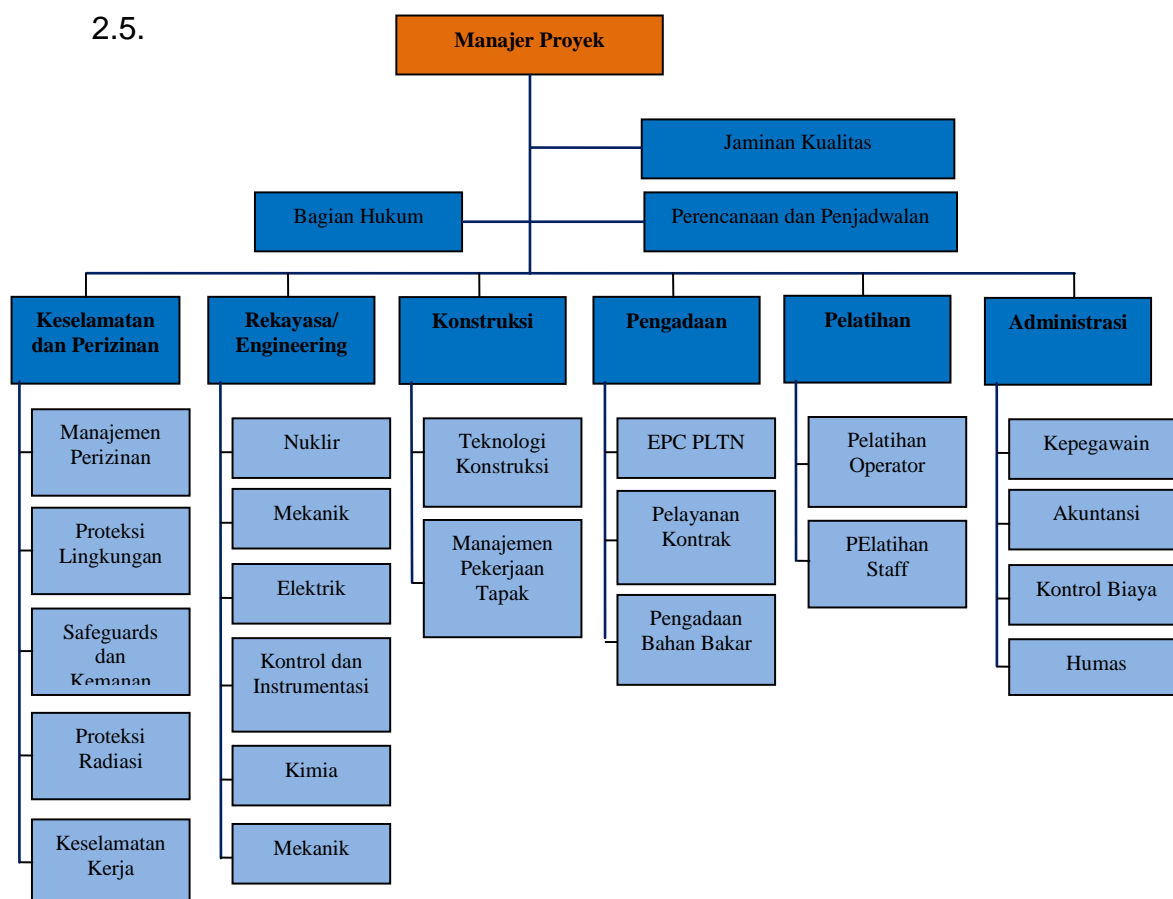 2.5.
Manajer Proyek
Jaminan Kualitas
Bagian Hukum
Perencanaan dan Penjadwalan
Keselamatan
dan Perizinan
Rekayasa/
Engineering
Konstruksi
Pengadaan
Pelatihan
Administrasi
Manajemen
Perizinan
Proteksi
Lingkungan
Safeguards
dan
Kemanan
Proteksi
Radiasi
Keselamatan
Kerja
Nuklir
Mekanik
Elektrik
Kontrol dan
Instrumentasi
Kimia
Mekanik
Teknologi
Konstruksi
Manajemen
Pekerjaan
Tapak
EPC PLTN
Pelayanan
Kontrak
Pengadaan
Bahan Bakar
Pelatihan
Operator
PElatihan
Staff
Kepegawain
Akuntansi
Kontrol Biaya
Humas